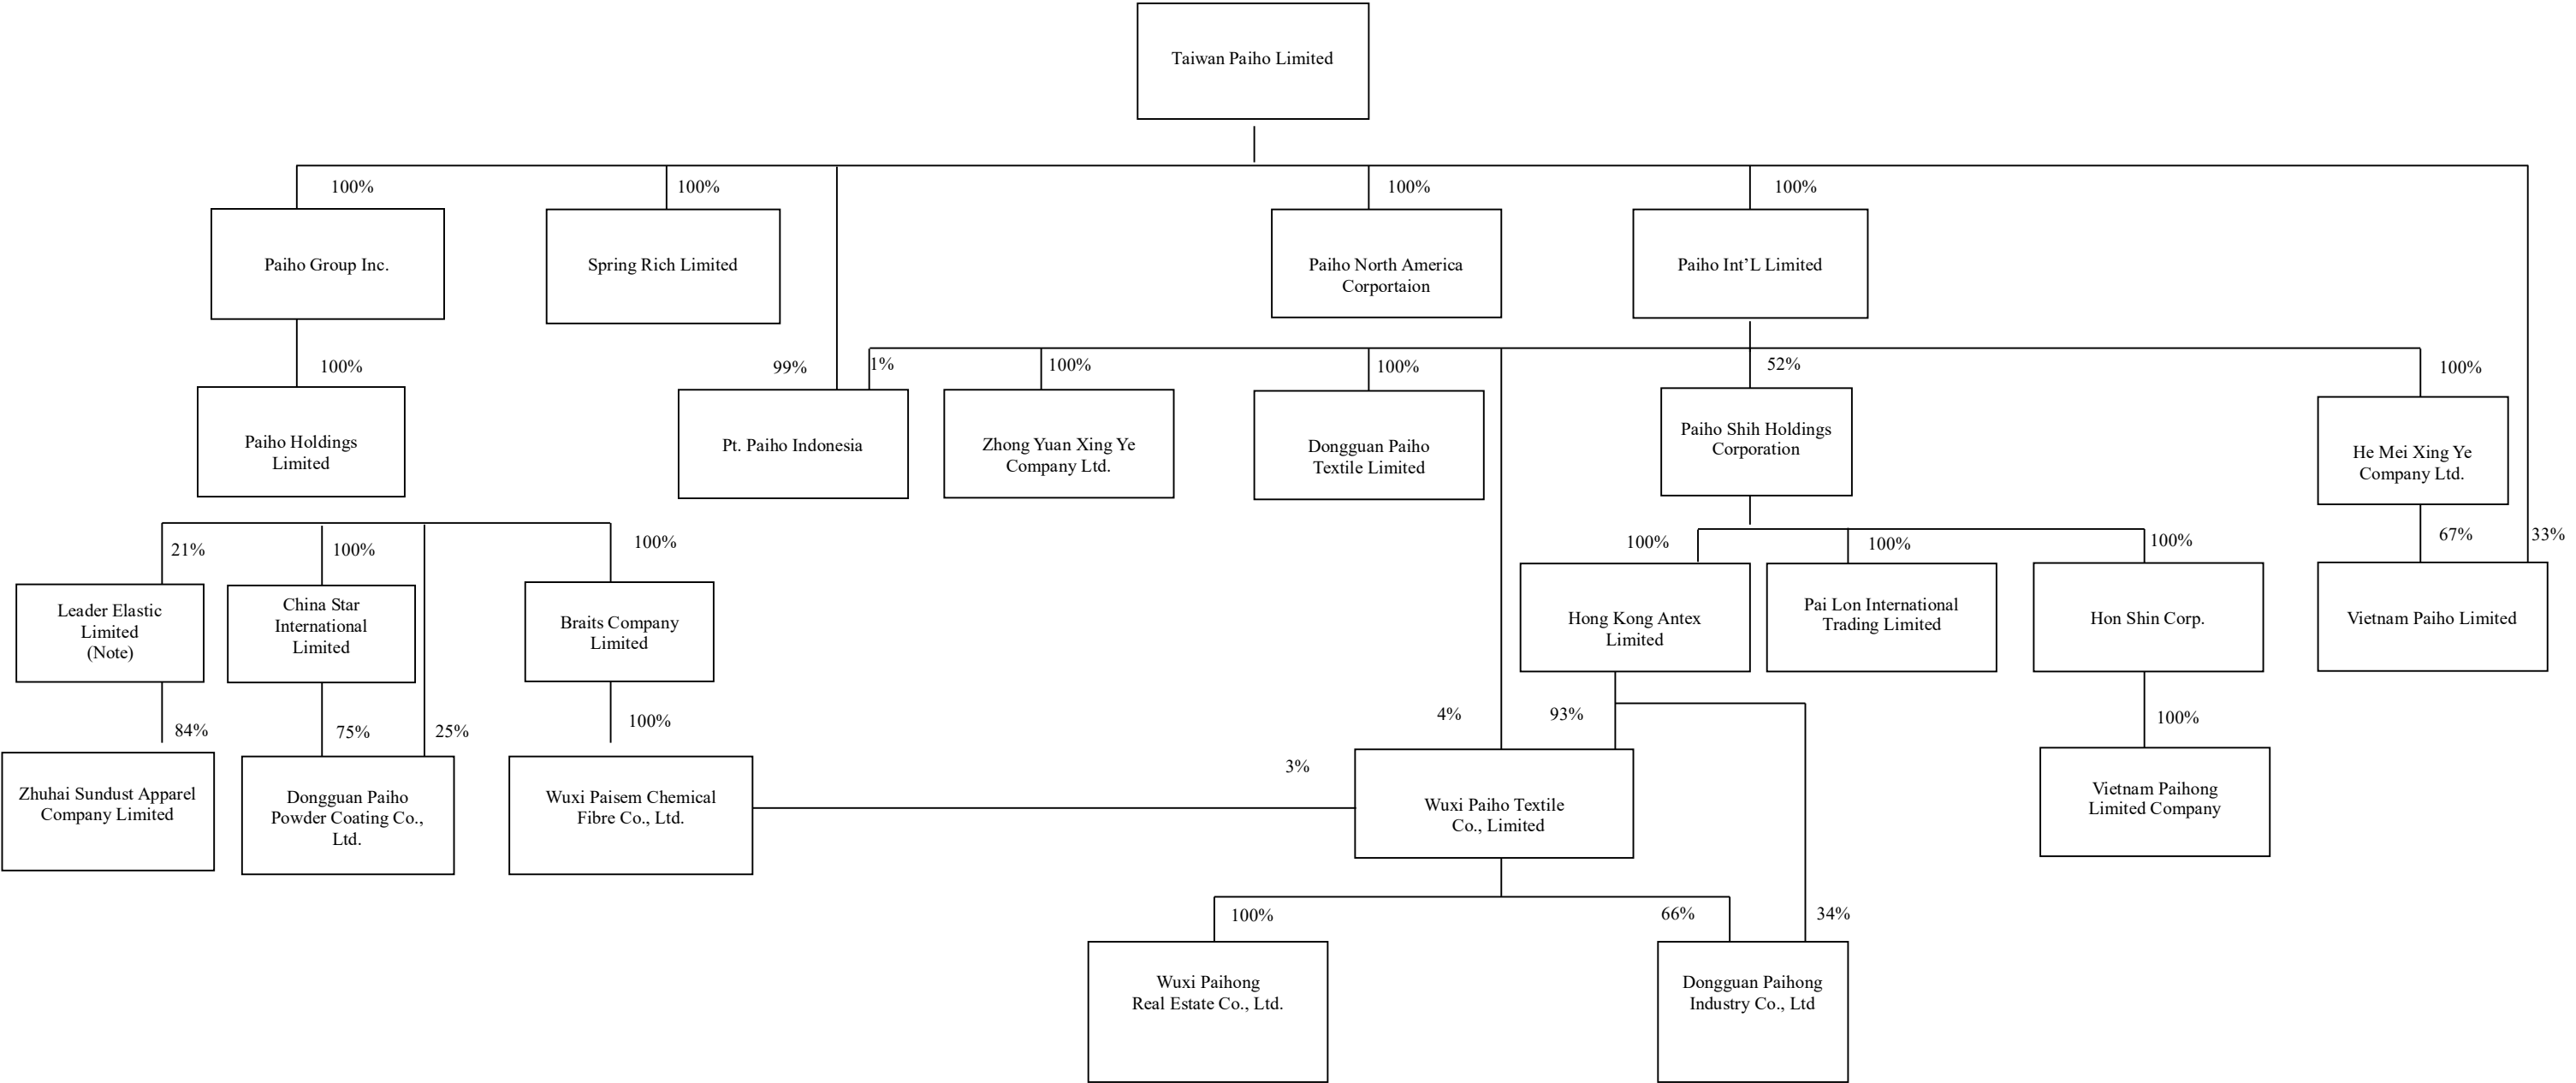 Taiwan Paiho Limited
100%
100%
100%
100%
Paiho Group Inc.
Spring Rich Limited
Paiho North America
Corportaion
Paiho Int’L Limited
100%
99%
1%
100%
100%
52%
100%
Paiho Holdings
Limited
Pt. Paiho Indonesia
Zhong Yuan Xing Ye
Company Ltd.
Dongguan Paiho
Textile Limited
Paiho Shih Holdings
Corporation
He Mei Xing Ye
Company Ltd.
21%
100%
100%
100%
100%
100%
67%
33%
Leader Elastic
Limited
(Note)
China Star
International
Limited
Braits Company
Limited
Hong Kong Antex
Limited
Pai Lon International
Trading Limited
Hon Shin Corp.
Vietnam Paiho Limited
84%
75%
25%
100%
4%
93%
100%
3%
Zhuhai Sundust Apparel
Company Limited
Dongguan Paiho
Powder Coating Co.,
Ltd.
Wuxi Paisem Chemical
Fibre Co., Ltd.
Wuxi Paiho Textile
Co., Limited
Vietnam Paihong
Limited Company
100%
66%
34%
Wuxi Paihong
Real Estate Co., Ltd.
Dongguan Paihong
Industry Co., Ltd